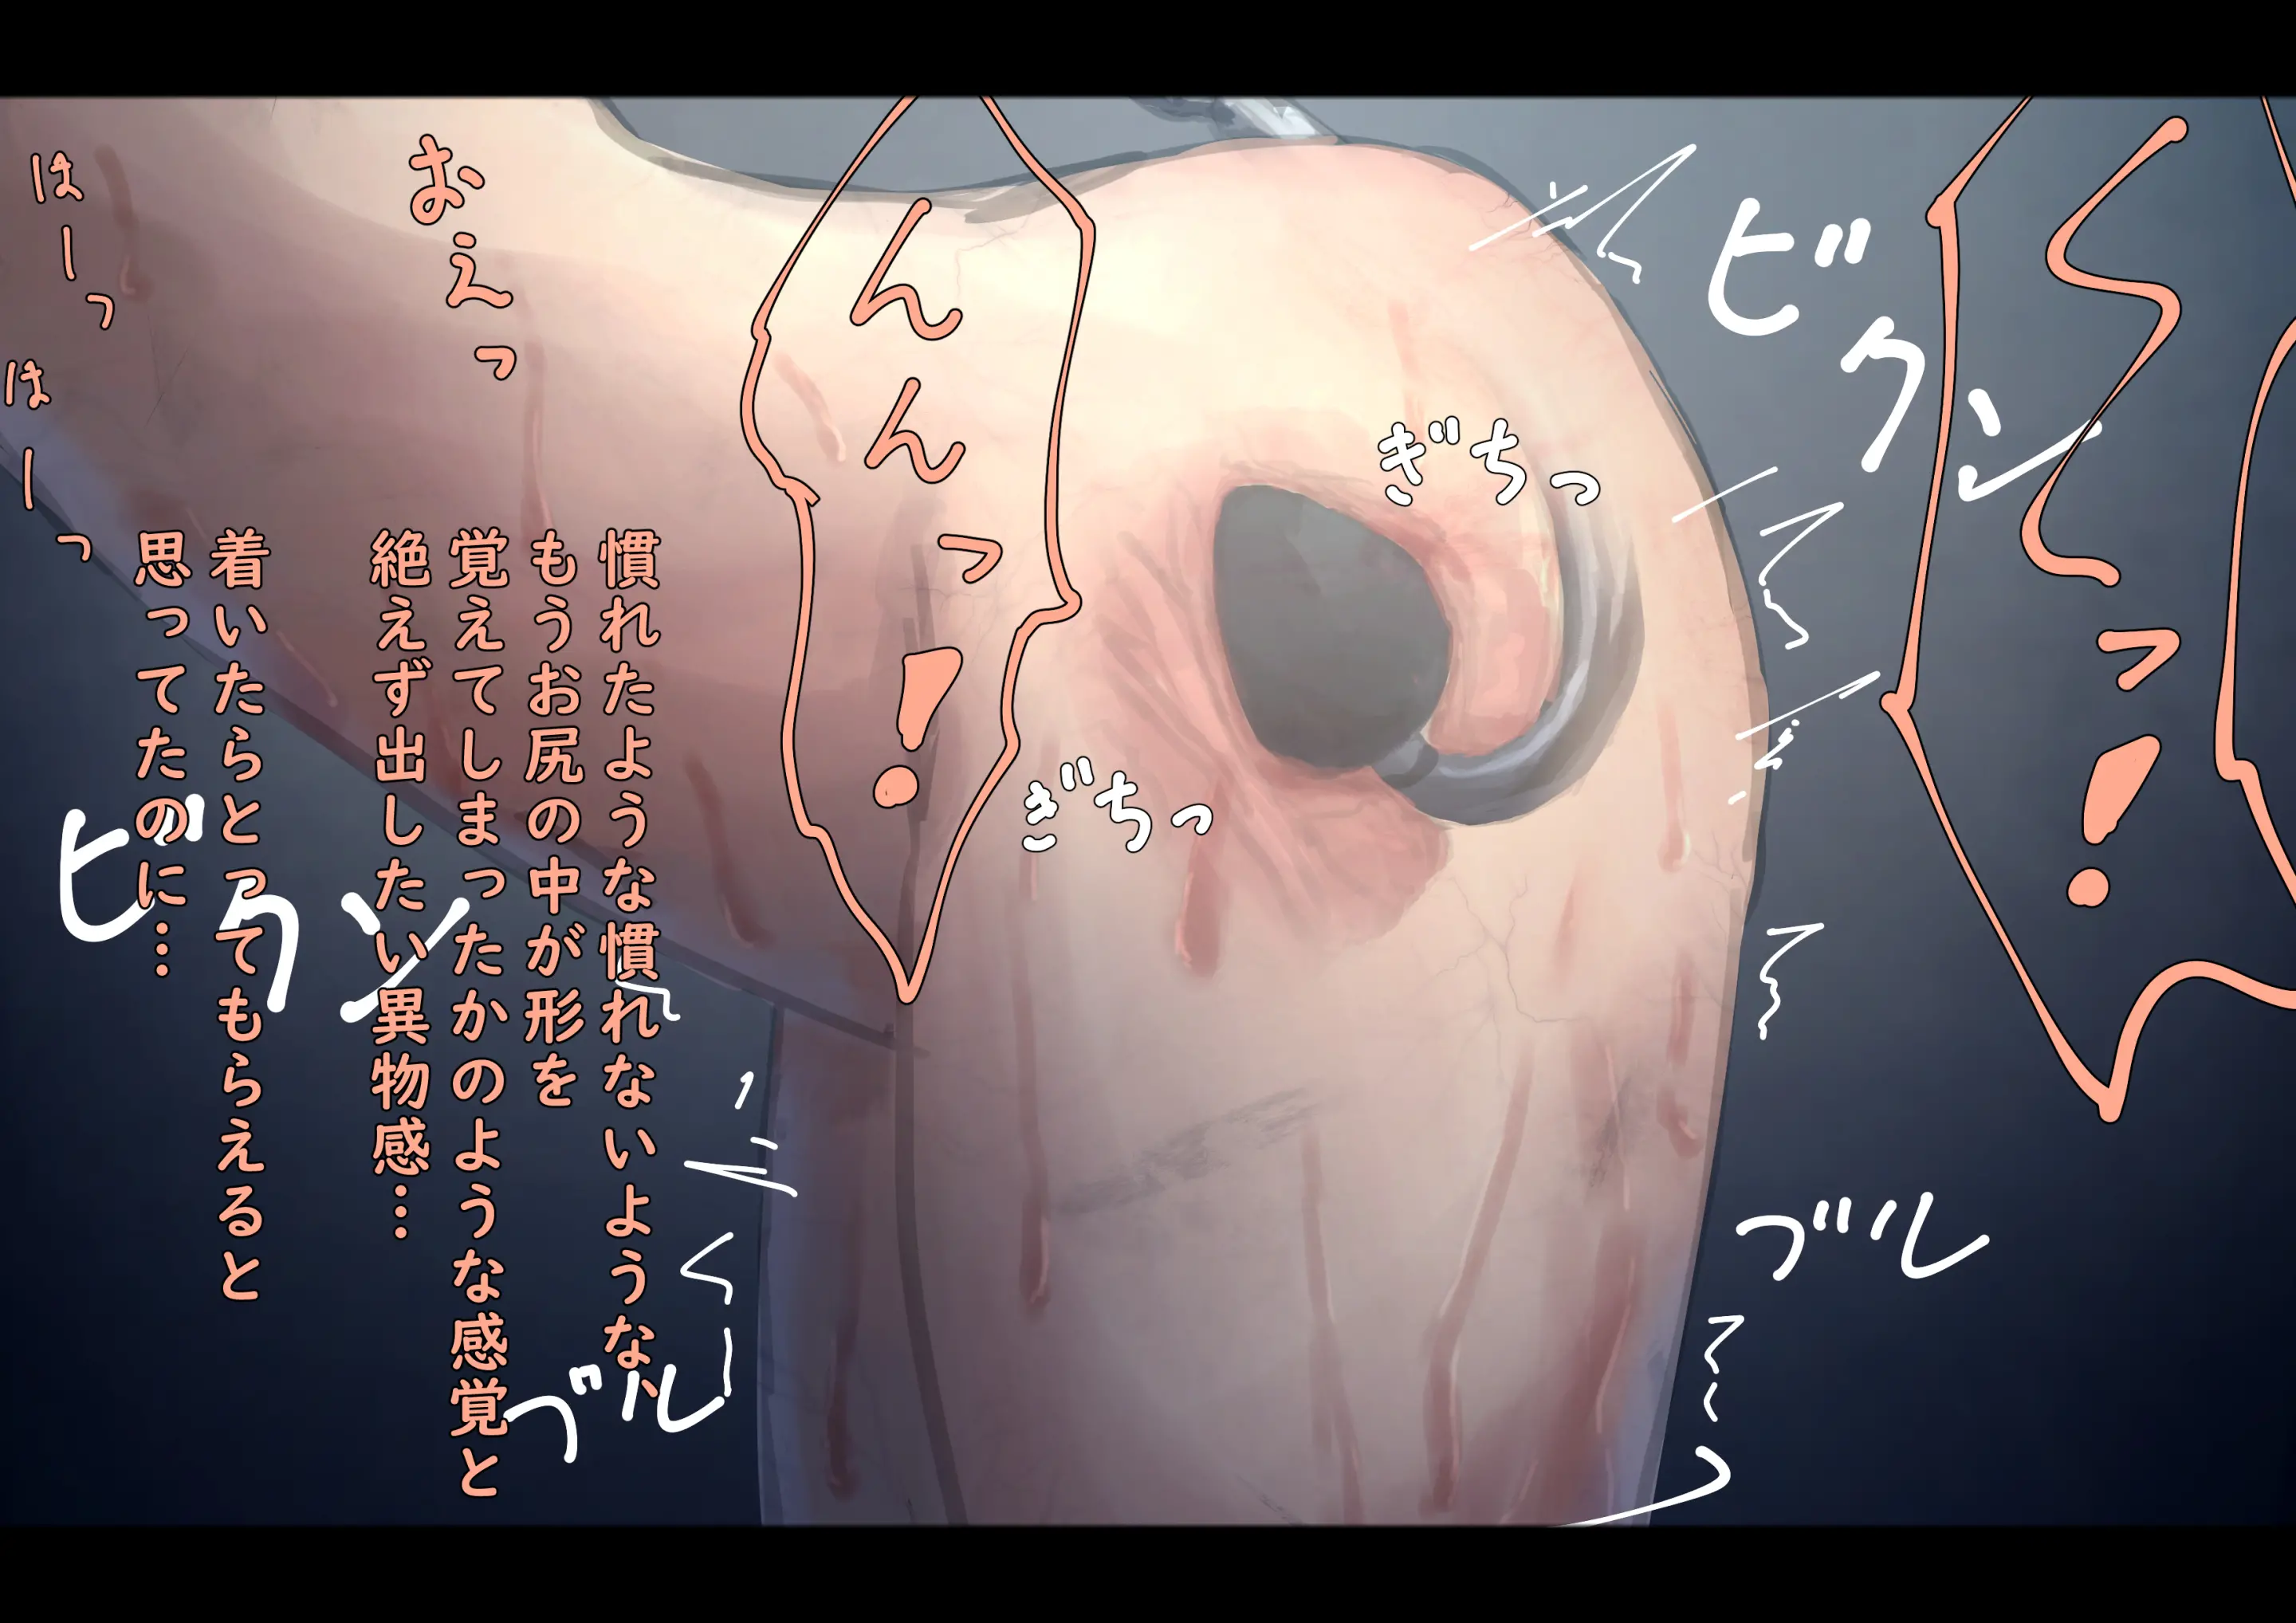 くっ！
ビクン
ぎちっ
ブル
んんっ！
ぎちっ
慣れたような慣れないような、
もうお尻の中が形を
覚えてしまったかのような感覚と
絶えず出したい異物感…
おえっ
着いたらとってもらえると
思ってたのに…
ビクン
ブル
はーっ
はーっ